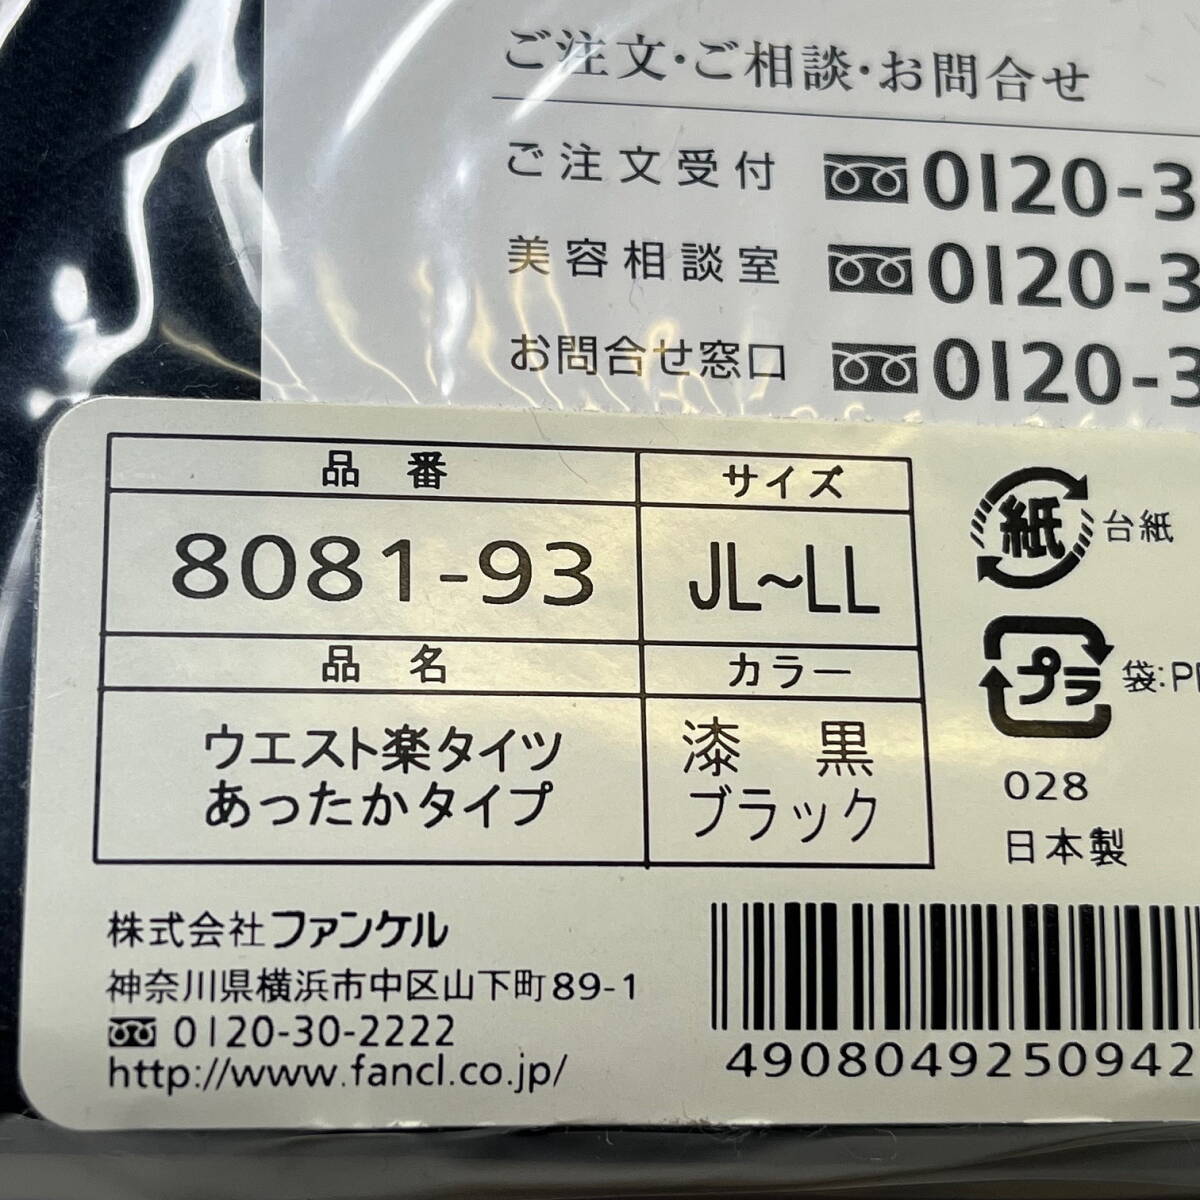 ご注文・ご相談・お問合せ
ご注文受付 0120-3
美容相談室 0120-3
お問合せ窓口 0120-3
品番 サイズ
8081-93 JL~LL
品名 カラー
ウエスト楽タイツ
あったかタイプ
漆黒
ブラック
紙 台紙
プラ 袋:P
028
日本製
株式会社ファンケル
神奈川県横浜市中区山下町89-1
0120-30-2222
http://www.fancl.co.jp/
4908049250942